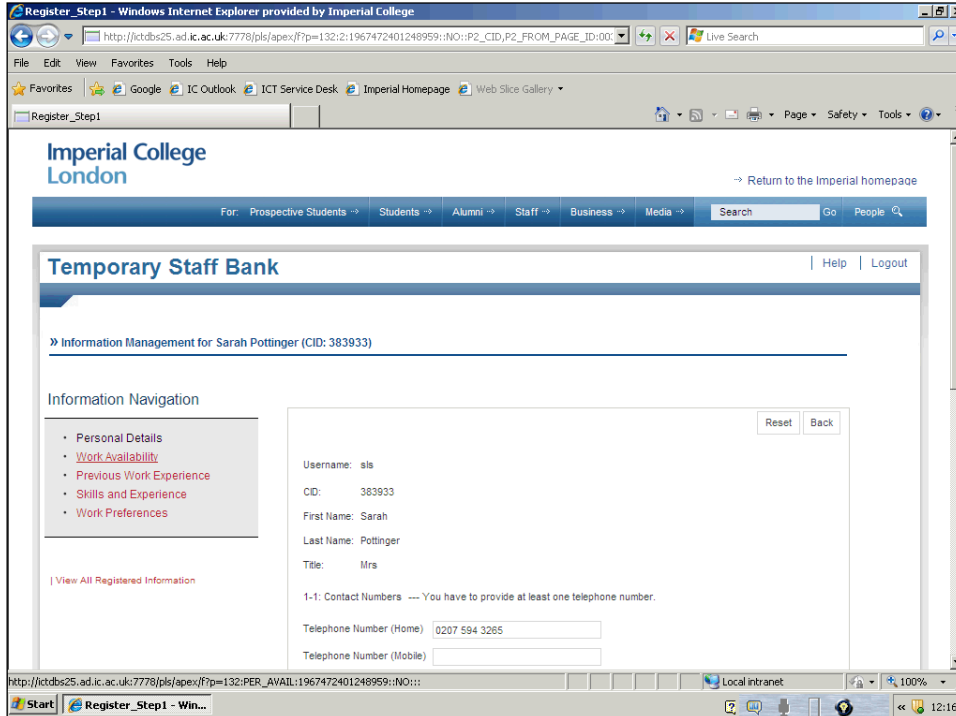 Register_Step1 - Windows Internet Explorer provided by Imperial College
http://ictdbs25.ad.ic.ac.uk:7778/pls/apex/f?p=132:2:1967472401248959::NO::P2_CID,P2_FROM_PAGE_ID:00
Live Search
File Edit View Favorites Tools Help
Favorites Google IC Outlook ICT Service Desk Imperial Homepage Web Slice Gallery
Register_Step1 Page Safety Tools
Imperial College
London
Return to the Imperial homepage
For: Prospective Students Students Alumni Staff Business Media Search Go People
Temporary Staff Bank
Help | Logout
» Information Management for Sarah Pottinger (CID: 383933)
Information Navigation
Reset Back
• Personal Details
• Work Availability
• Previous Work Experience
• Skills and Experience
• Work Preferences
| View All Registered Information
Username: sls
CID: 383933
First Name: Sarah
Last Name: Pottinger
Title: Mrs
1-1: Contact Numbers --- You have to provide at least one telephone number.
Telephone Number (Home) 0207 594 3265
Telephone Number (Mobile)
http://ictdbs25.ad.ic.ac.uk:7778/pls/apex/f?p=132:PER_AVAIL:1967472401248959::NO:::
Local intranet 100%
Start Register_Step1 - Win... « 12:16